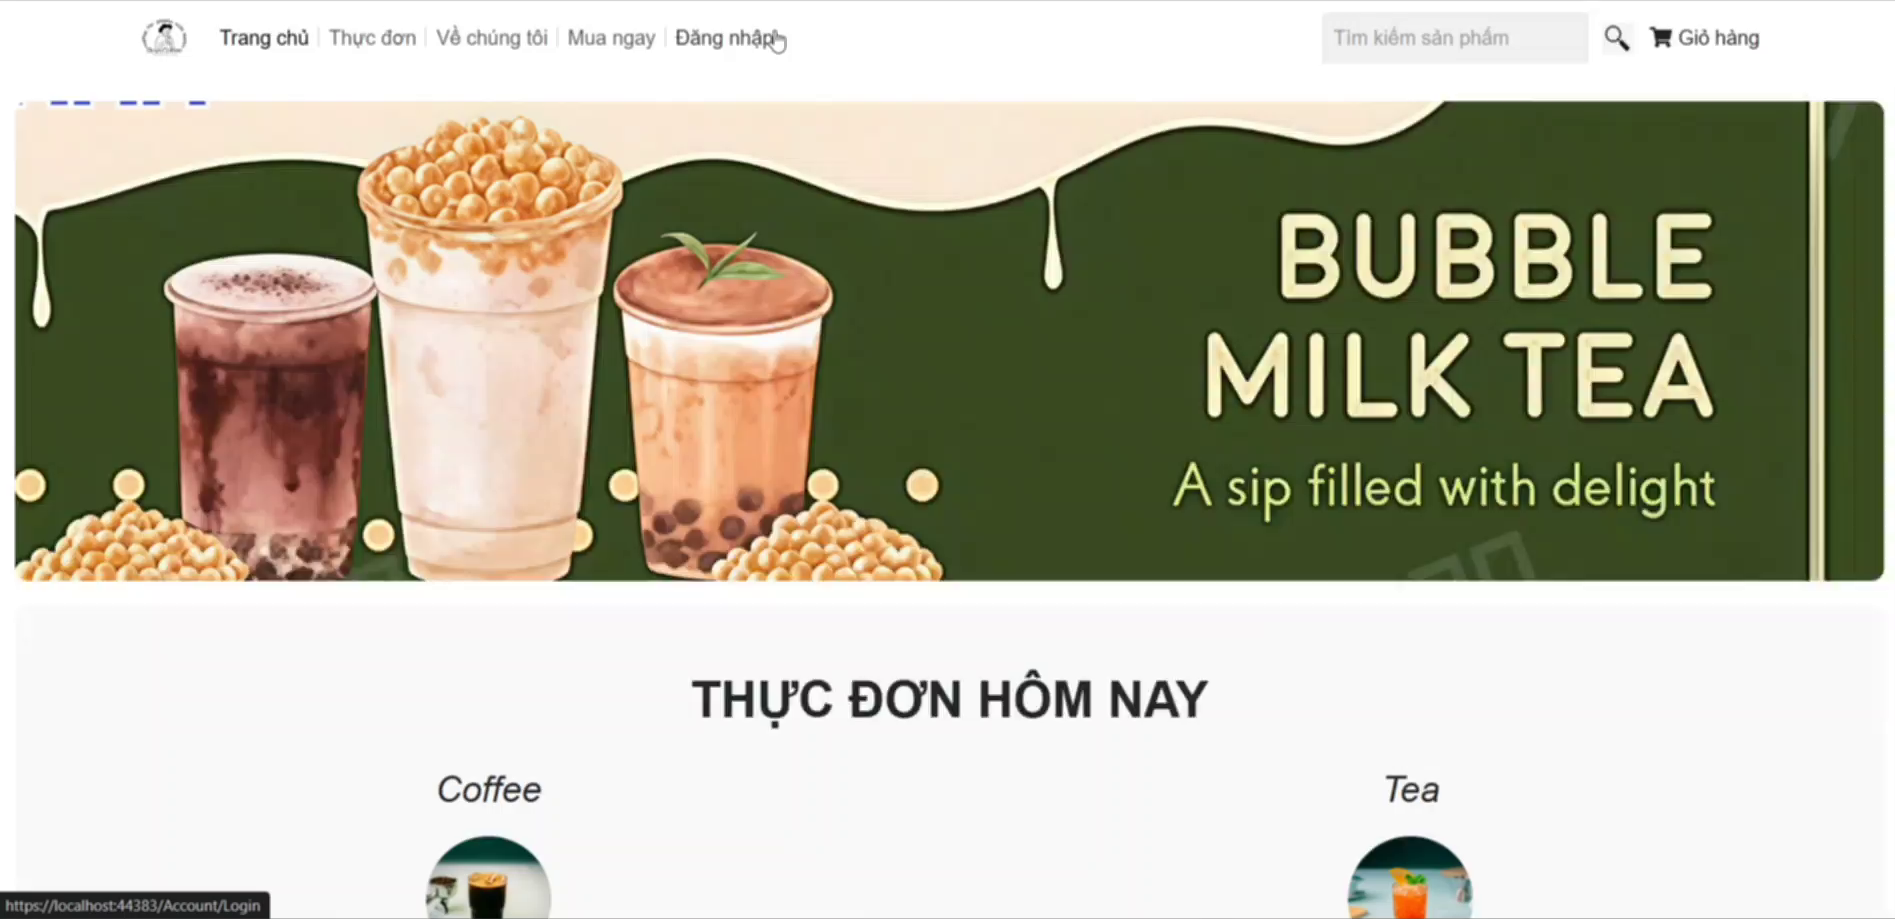 Trang chủ Thực đơn Về chúng tôi Mua ngay Đăng nhập Tìm kiếm sản phẩm Giỏ hàng
BUBBLE
MILK TEA
A sip filled with delight
THỰC ĐƠN HÔM NAY
Coffee Tea
https://localhost:44383/Account/Login